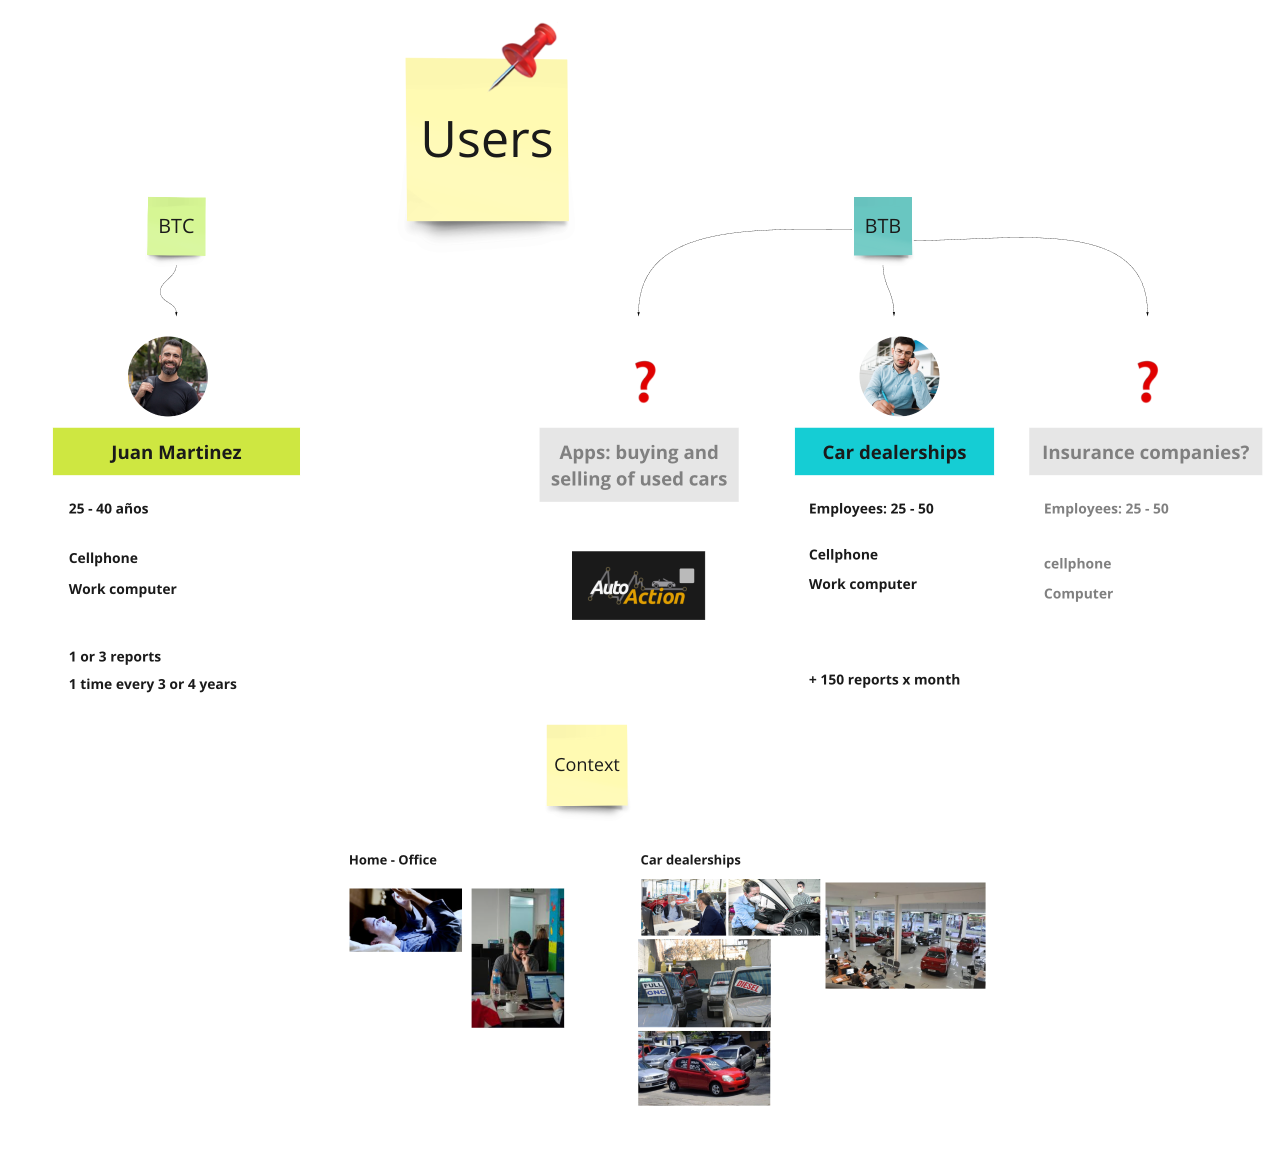 Users
BTC
BTB
?
?
Juan Martinez
Apps: buying and
selling of used cars
Car dealerships
Insurance companies?
25 - 40 años
Cellphone
Work computer
1 or 3 reports
1 time every 3 or 4 years
Auto
Action
Employees: 25 - 50
Cellphone
Work computer
+ 150 reports x month
Employees: 25 - 50
cellphone
Computer
Context
Home - Office
Car dealerships
FULL
GNC
DIESEL